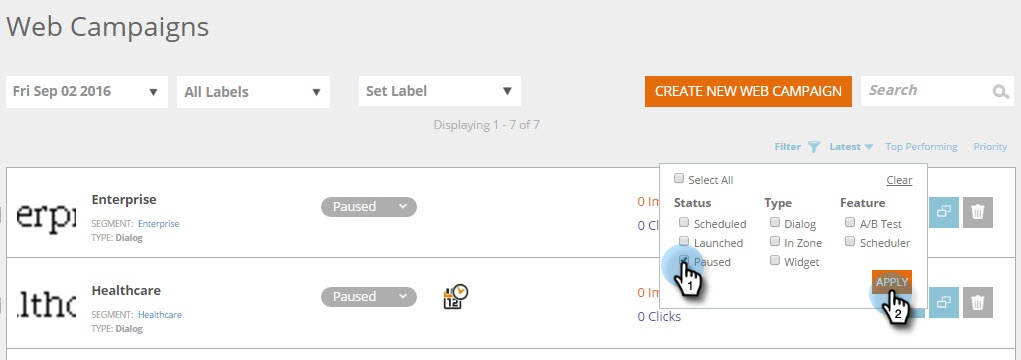 Web Campaigns
Fri Sep 02 2016
All Labels
Set Label
CREATE NEW WEB CAMPAIGN
Search
Displaying 1 - 7 of 7
Filter Latest Top Performing Priority
Select All Clear
Status Type Feature
Scheduled Dialog A/B Test
Launched In Zone Scheduler
Paused Widget
APPLY
1
2
Enterprise
SEGMENT: Enterprise
TYPE: Dialog
Paused
0 Im
0 Cl
Healthcare
SEGMENT: Healthcare
TYPE: Dialog
Paused
12
0 Im
0 Clicks